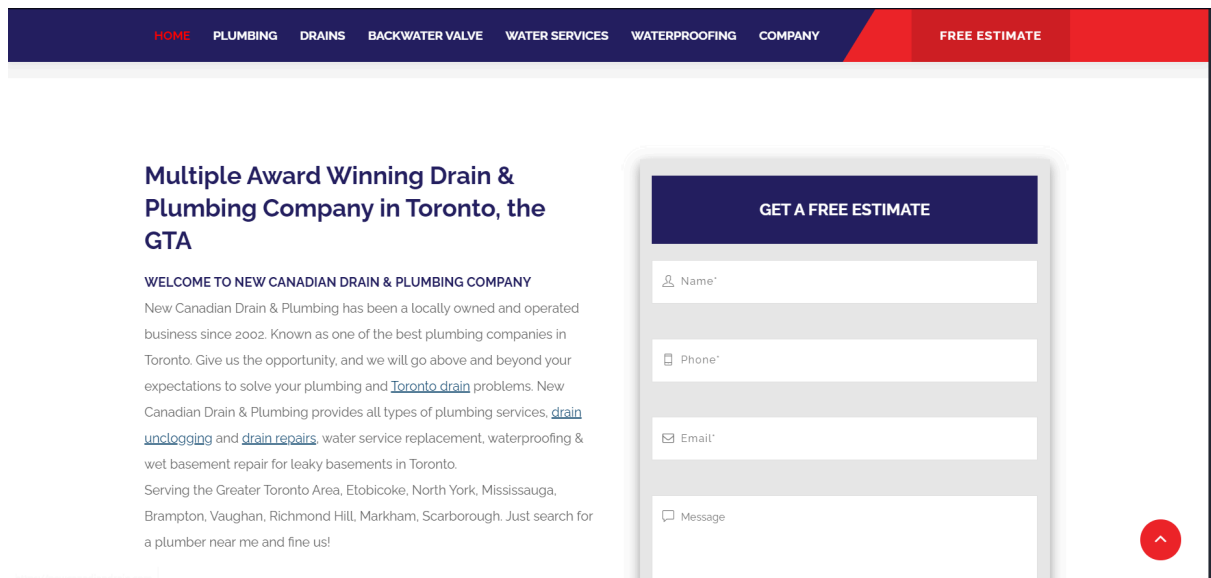 HOME PLUMBING DRAINS BACKWATER VALVE WATER SERVICES WATERPROOFING COMPANY FREE ESTIMATE
Multiple Award Winning Drain &
Plumbing Company in Toronto, the
GTA
WELCOME TO NEW CANADIAN DRAIN & PLUMBING COMPANY
New Canadian Drain & Plumbing has been a locally owned and operated
business since 2002. Known as one of the best plumbing companies in
Toronto. Give us the opportunity, and we will go above and beyond your
expectations to solve your plumbing and Toronto drain problems. New
Canadian Drain & Plumbing provides all types of plumbing services, drain
unclogging and drain repairs, water service replacement, waterproofing &
wet basement repair for leaky basements in Toronto.
Serving the Greater Toronto Area, Etobicoke, North York, Mississauga,
Brampton, Vaughan, Richmond Hill, Markham, Scarborough. Just search for
a plumber near me and fine us!
GET A FREE ESTIMATE
Name*
Phone*
Email*
Message